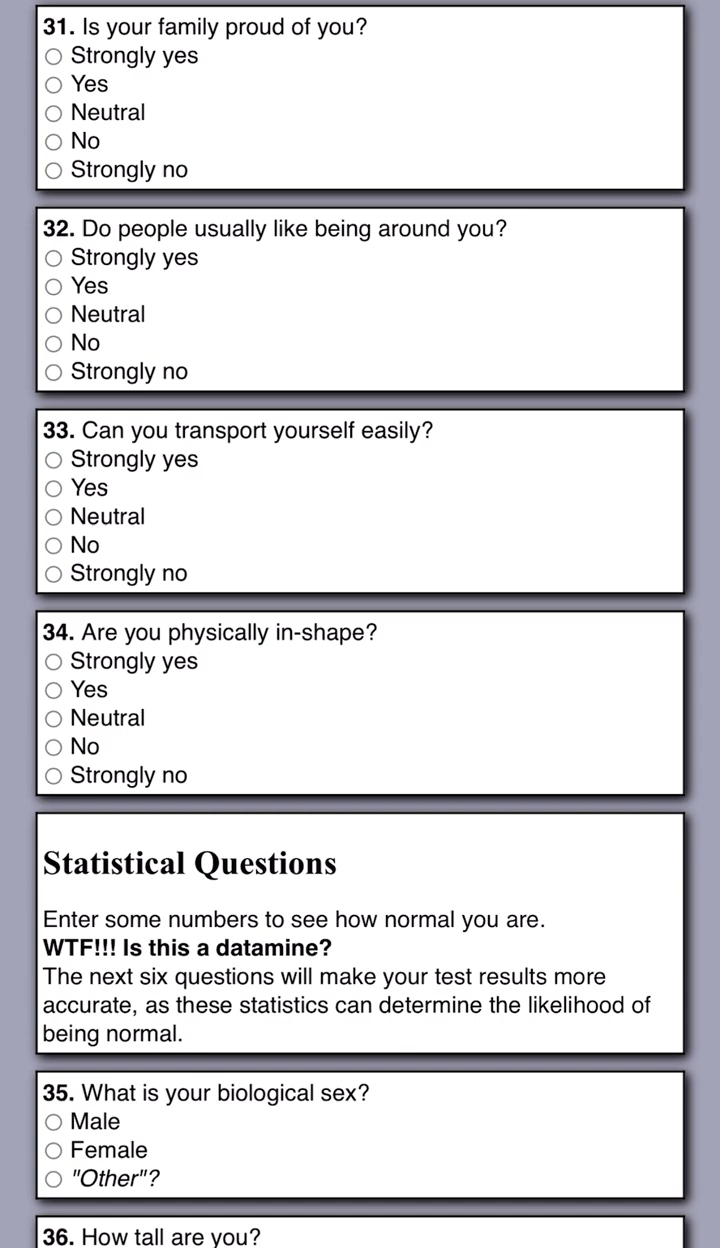 31. Is your family proud of you?
Strongly yes
Yes
Neutral
No
Strongly no
32. Do people usually like being around you?
Strongly yes
Yes
Neutral
No
Strongly no
33. Can you transport yourself easily?
Strongly yes
Yes
Neutral
No
Strongly no
34. Are you physically in-shape?
Strongly yes
Yes
Neutral
No
Strongly no
Statistical Questions
Enter some numbers to see how normal you are.
WTF!!! Is this a datamine?
The next six questions will make your test results more
accurate, as these statistics can determine the likelihood of
being normal.
35. What is your biological sex?
Male
Female
"Other"?
36. How tall are you?